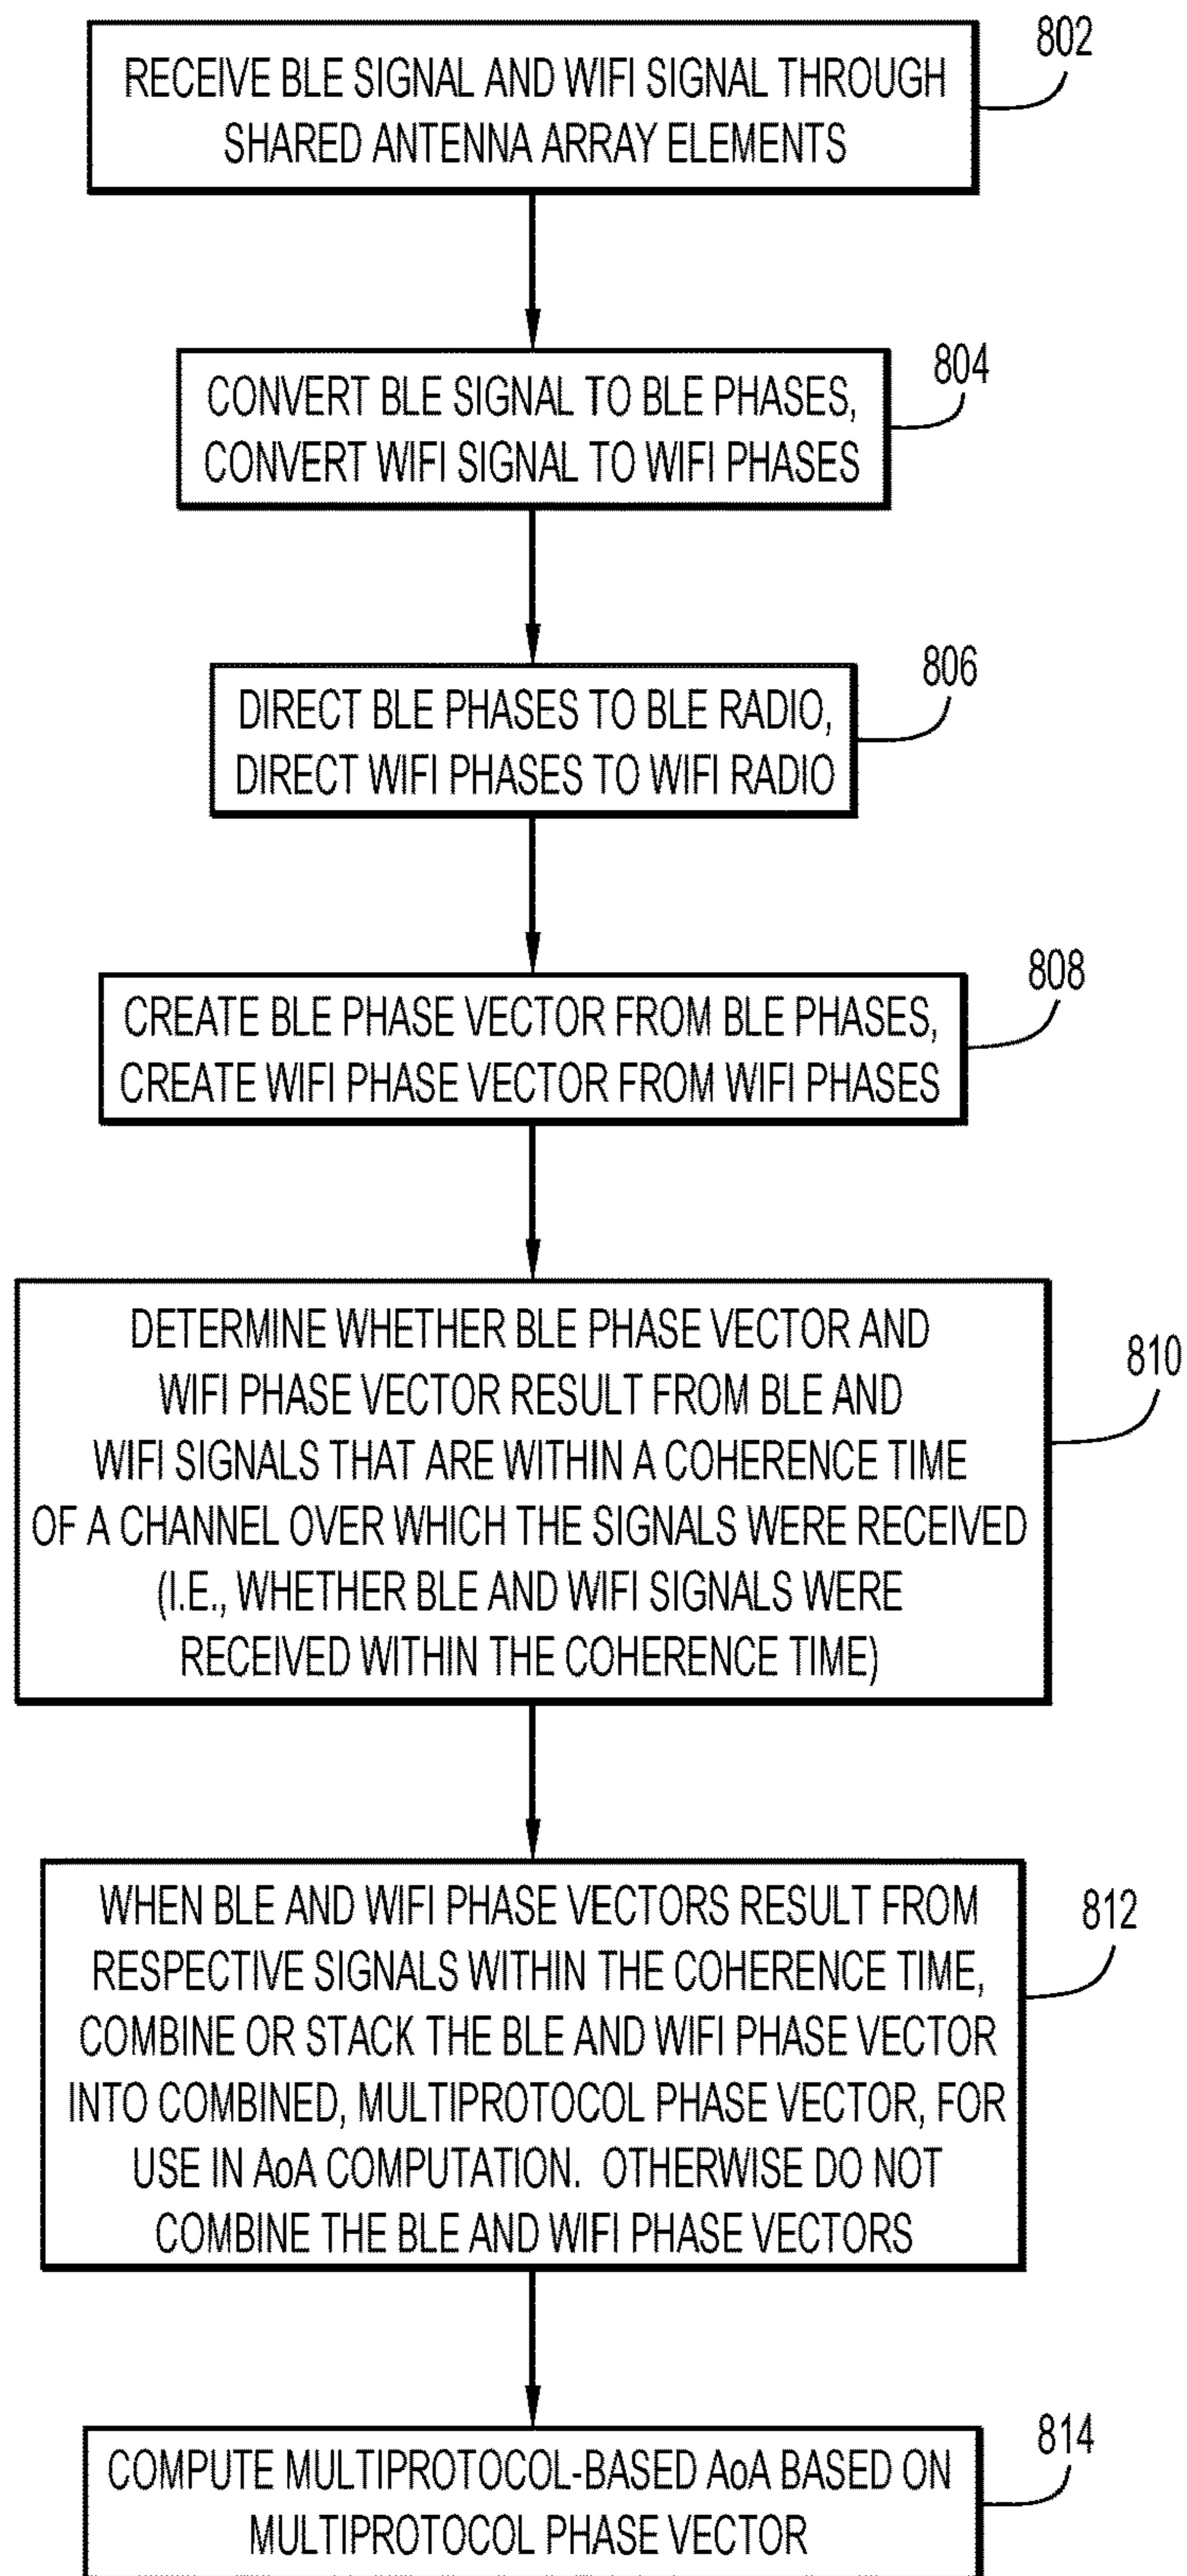 802
RECEIVE BLE SIGNAL AND WIFI SIGNAL THROUGH
SHARED ANTENNA ARRAY ELEMENTS
804
CONVERT BLE SIGNAL TO BLE PHASES,
CONVERT WIFI SIGNAL TO WIFI PHASES
806
DIRECT BLE PHASES TO BLE RADIO,
DIRECT WIFI PHASES TO WIFI RADIO
808
CREATE BLE PHASE VECTOR FROM BLE PHASES,
CREATE WIFI PHASE VECTOR FROM WIFI PHASES
810
DETERMINE WHETHER BLE PHASE VECTOR AND
WIFI PHASE VECTOR RESULT FROM BLE AND
WIFI SIGNALS THAT ARE WITHIN A COHERENCE TIME
OF A CHANNEL OVER WHICH THE SIGNALS WERE RECEIVED
(I.E., WHETHER BLE AND WIFI SIGNALS WERE
RECEIVED WITHIN THE COHERENCE TIME)
812
WHEN BLE AND WIFI PHASE VECTORS RESULT FROM
RESPECTIVE SIGNALS WITHIN THE COHERENCE TIME,
COMBINE OR STACK THE BLE AND WIFI PHASE VECTOR
INTO COMBINED, MULTIPROTOCOL PHASE VECTOR, FOR
USE IN AoA COMPUTATION. OTHERWISE DO NOT
COMBINE THE BLE AND WIFI PHASE VECTORS
814
COMPUTE MULTIPROTOCOL-BASED AoA BASED ON
MULTIPROTOCOL PHASE VECTOR